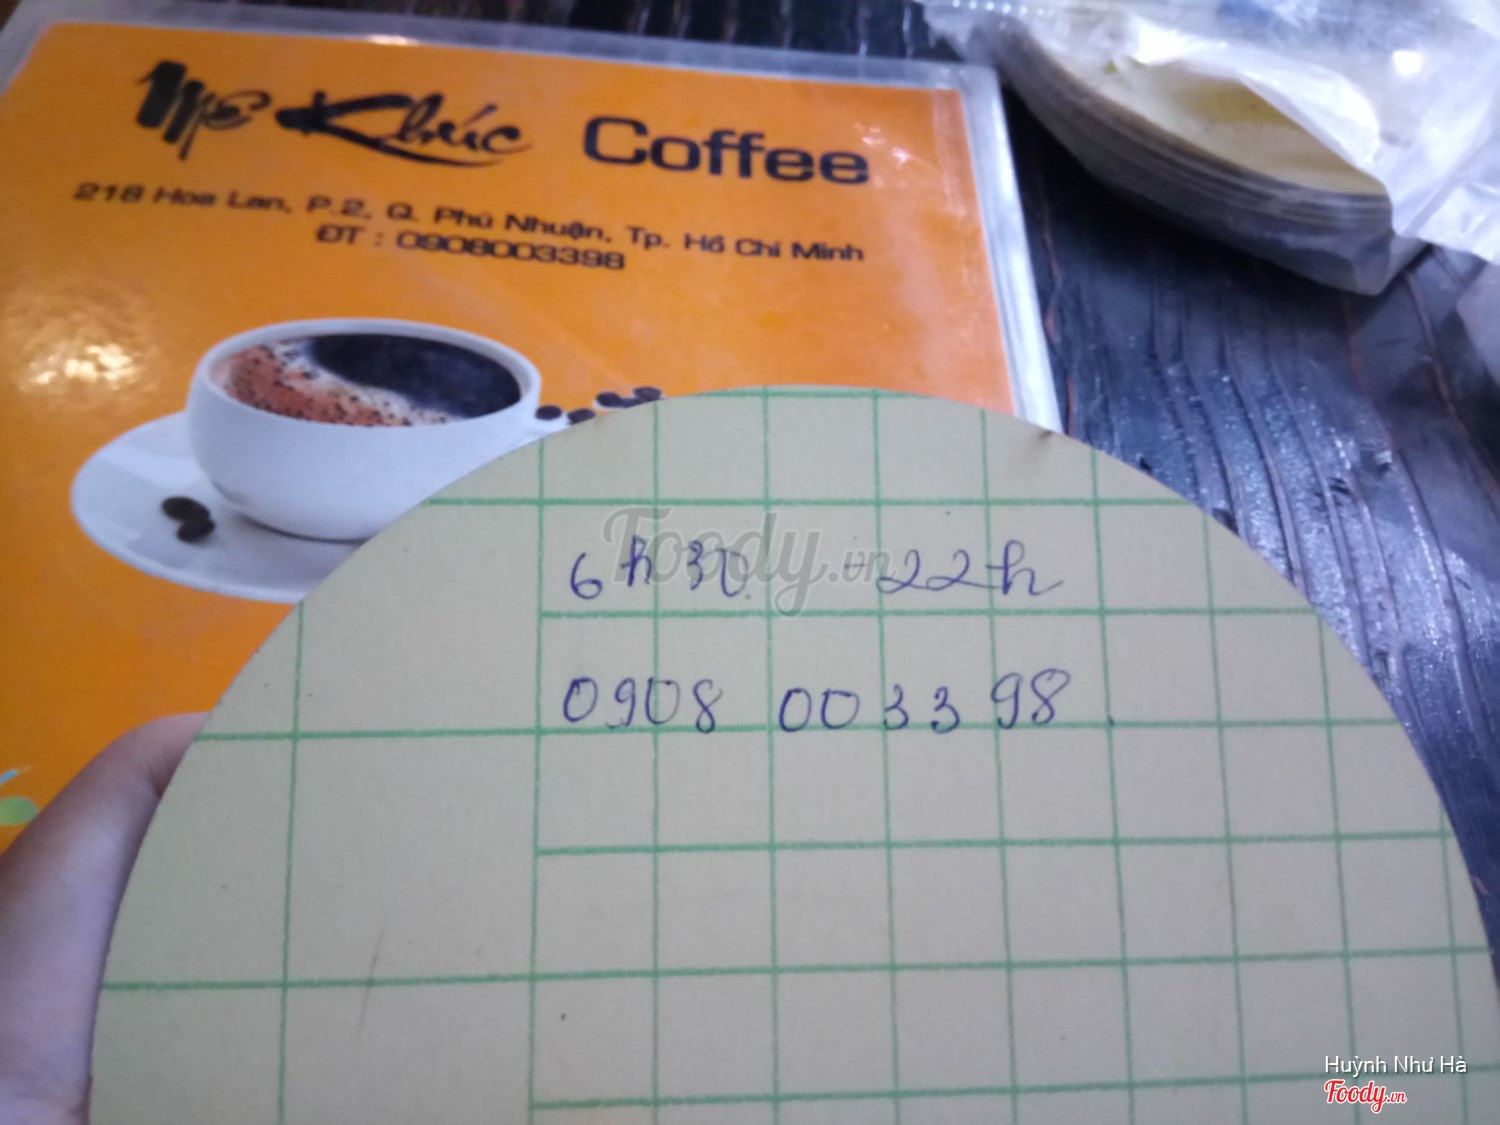 Mê Khúc Coffee
218 Hoa Lan, P.2, Q. Phú Nhuận, Tp. Hồ Chí Minh
ĐT : 0908003398
Foody.vn
6h30 - 22h
0908 003398.
Huỳnh Như Hà
Foody.vn